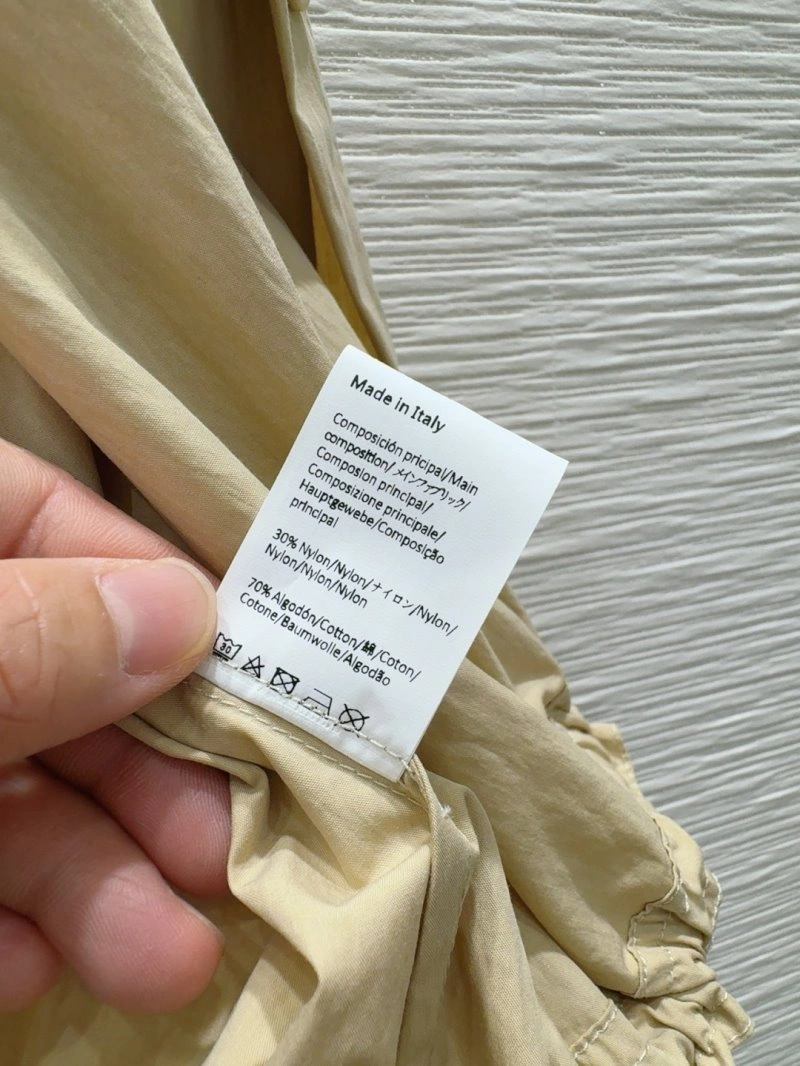 Made in Italy
Composición pricipal/Main
composition/メインファブリック/
Composion principal/
Composizione principale/
Hauptgewebe/Composição
principal
30% Nylon/Nylon/ナイロン/Nylon/
Nylon/Nylon/Nylon
70% Algodón/Cotton/綿/Coton/
Cotone/Baumwolle/Algodão
30